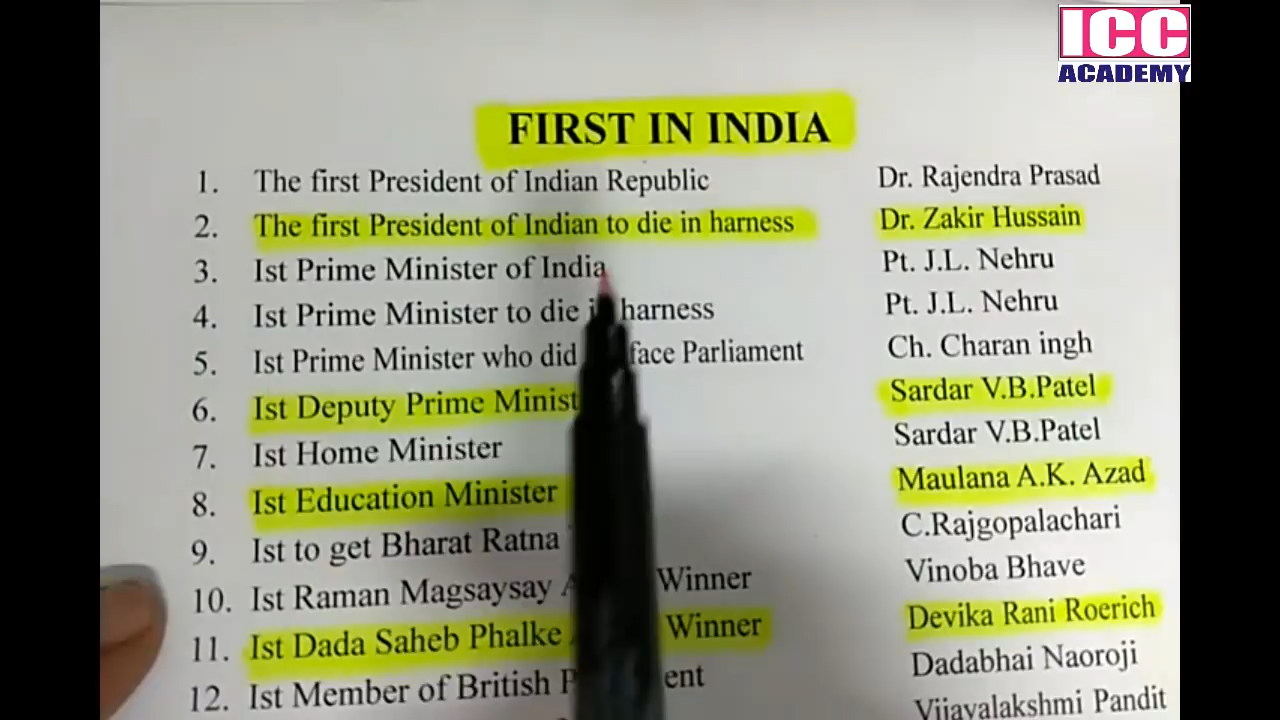 ICC
ACADEMY
FIRST IN INDIA
1. The first President of Indian Republic Dr. Rajendra Prasad
2. The first President of Indian to die in harness Dr. Zakir Hussain
3. Ist Prime Minister of India Pt. J.L. Nehru
4. Ist Prime Minister to die harness Pt. J.L. Nehru
5. Ist Prime Minister who did face Parliament Ch. Charan ingh
6. Ist Deputy Prime Minist Sardar V.B.Patel
7. Ist Home Minister Sardar V.B.Patel
8. Ist Education Minister Maulana A.K. Azad
9. Ist to get Bharat Ratna C.Rajgopalachari
10. Ist Raman Magsaysay Winner Vinoba Bhave
11. Ist Dada Saheb Phalke Winner Devika Rani Roerich
12. Ist Member of British Dadabhai Naoroji
Vijayalakshmi Pandit